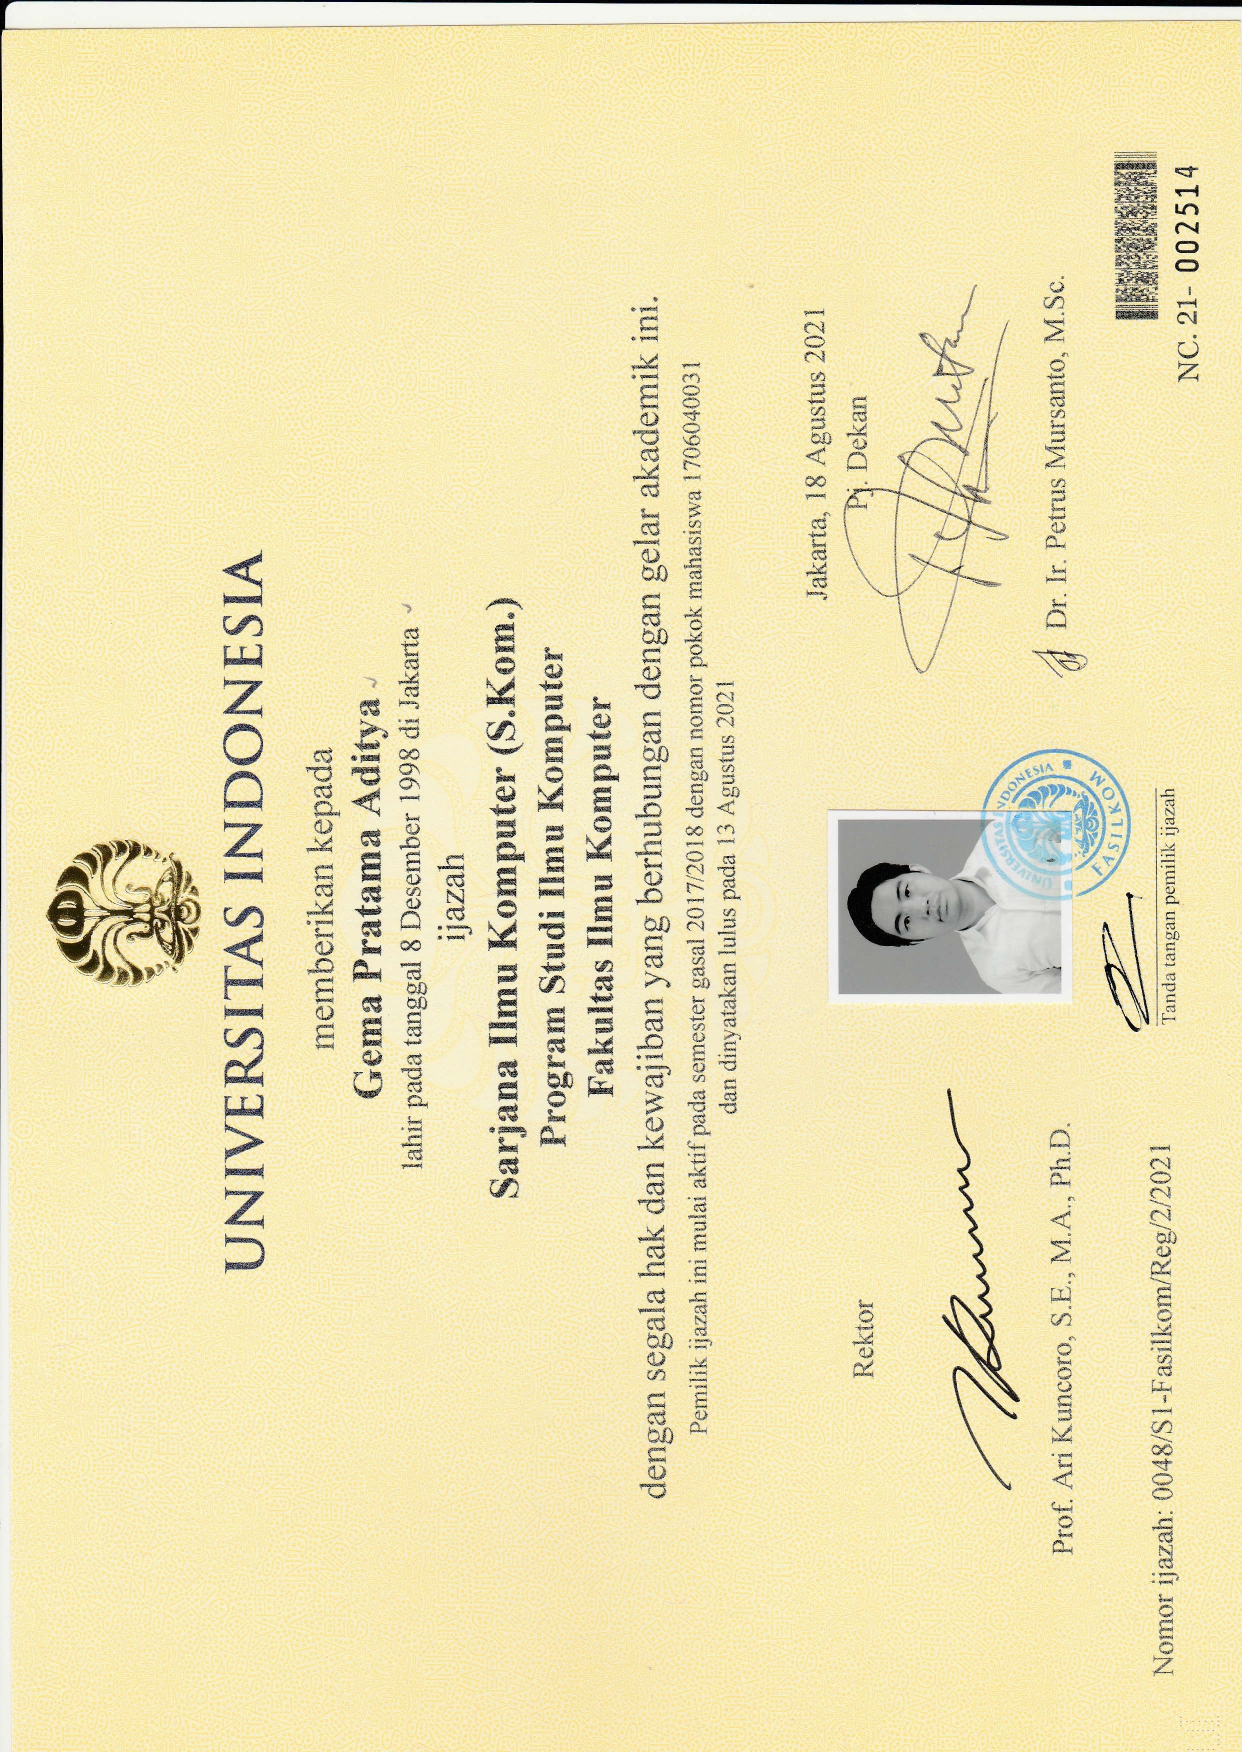 UNIVERSITAS INDONESIA
memberikan kepada
Gema Pratama Aditya
lahir pada tanggal 8 Desember 1998 di Jakarta
ijazah
Sarjana Ilmu Komputer (S.Kom.)
Program Studi Ilmu Komputer
Fakultas Ilmu Komputer
dengan segala hak dan kewajiban yang berhubungan dengan gelar akademik ini.
Pemilik ijazah ini mulai aktif pada semester gasal 2017/2018 dengan nomor pokok mahasiswa 1706040031
dan dinyatakan lulus pada 13 Agustus 2021
Jakarta, 18 Agustus 2021
Rektor
Pj. Dekan
UNIVERSITAS INDONESIA
FASILKOM
Prof. Ari Kuncoro, S.E., M.A., Ph.D.
Dr. Ir. Petrus Mursanto, M.Sc.
Tanda tangan pemilik ijazah
Nomor ijazah: 0048/S1-Fasilkom/Reg/2/2021
NC. 21- 002514